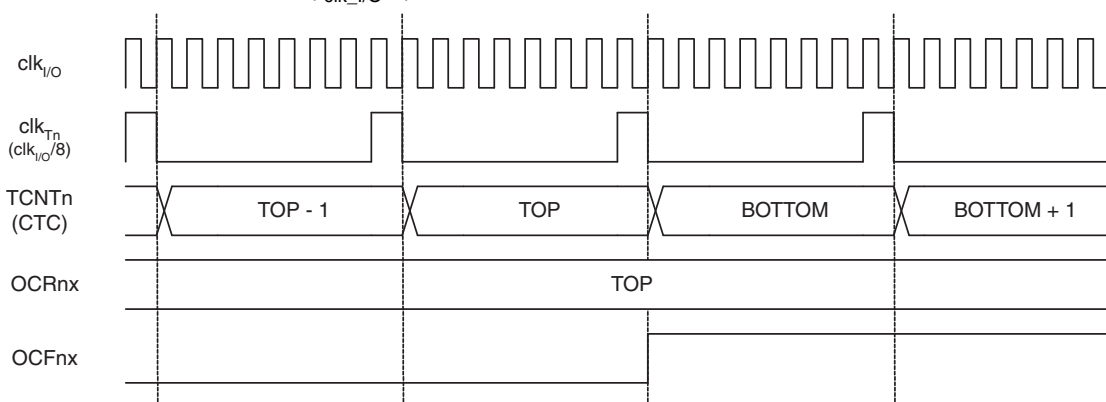 clkI/O
clkTn
(clkI/O/8)
TCNTn
(CTC)
TOP - 1
TOP
BOTTOM
BOTTOM + 1
OCRnx
TOP
OCFnx